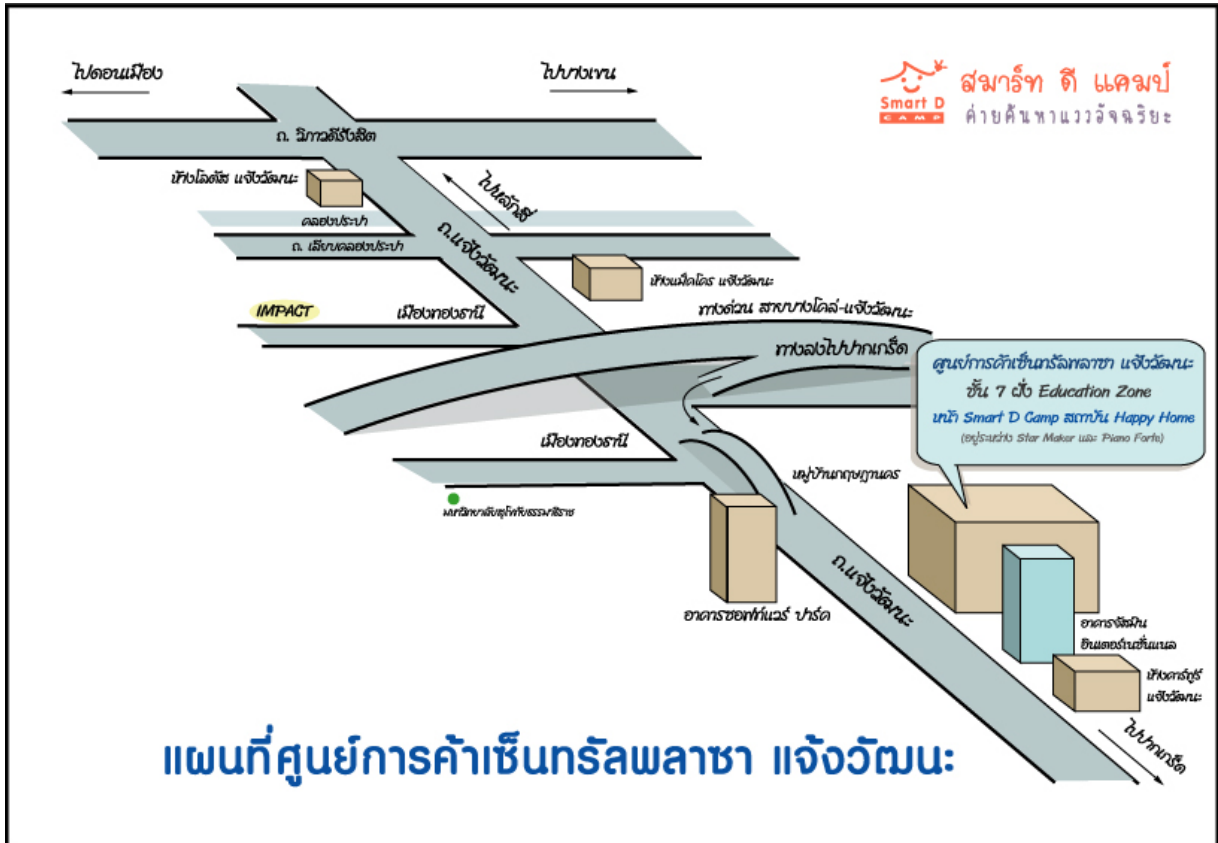 ไปดอนเมือง
ไปบางเขน
สมาร์ท ดี แคมป์
Smart D
CAMP
ค่ายค้นหาแววอัจฉริยะ
ถ. วิภาวดีรังสิต
ห้างโลตัส แจ้งวัฒนะ
ไปหลักสี่
คลองประปา
ถ. เลียบคลองประปา
ถ.แจ้งวัฒนะ
ห้างแม็คโคร แจ้งวัฒนะ
IMPACT
เมืองทองธานี
ทางด่วน สายบางโคล่-แจ้งวัฒนะ
ทางลงไปปากเกร็ด
ศูนย์การค้าเซ็นทรัลพลาซา แจ้งวัฒนะ
ชั้น 7 ฝั่ง Education Zone
หน้า Smart D Camp สถาบัน Happy Home
(อยู่ระหว่าง Star Maker และ Piano Forte)
เมืองทองธานี
หมู่บ้านกฤษฎานคร
มหาวิทยาลัยสุโขทัยธรรมาธิราช
ถ.แจ้งวัฒนะ
อาคารซอฟท์แวร์ ปาร์ค
อาคารจัสมิน
อินเตอร์เนชั่นแนล
ห้างคาร์ฟูร์
แจ้งวัฒนะ
ไปปากเกร็ด
แผนที่ศูนย์การค้าเซ็นทรัลพลาซา แจ้งวัฒนะ